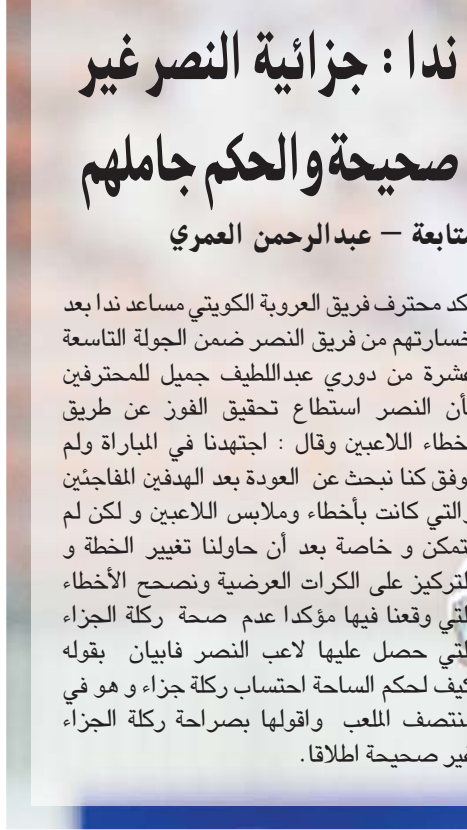 ندا : جزائية النصر غير
صحيحة والحكم جاملهم
متابعة – عبدالرحمن العمري
كد محترف فريق العروبة الكويتي مساعد ندا بعد
خسارتهم من فريق النصر ضمن الجولة التاسعة
عشرة من دوري عبداللطيف جميل للمحترفين
أن النصر استطاع تحقيق الفوز عن طريق
خطاء اللاعبين وقال : اجتهدنا في المباراة ولم
وفق كنا نبحث عن العودة بعد الهدفين المفاجئين
التي كانت بأخطاء وملابس اللاعبين و لكن لم
تمكن و خاصة بعد أن حاولنا تغيير الخطة و
لتركيز على الكرات العرضية ونصحح الأخطاء
لتي وقعنا فيها مؤكدا عدم صحة ركلة الجزاء
لتي حصل عليها لاعب النصر فابيان بقوله
كيف لحكم الساحة احتساب ركلة جزاء و هو في
منتصف الملعب واقولها بصراحة ركلة الجزاء
غير صحيحة اطلاقا.